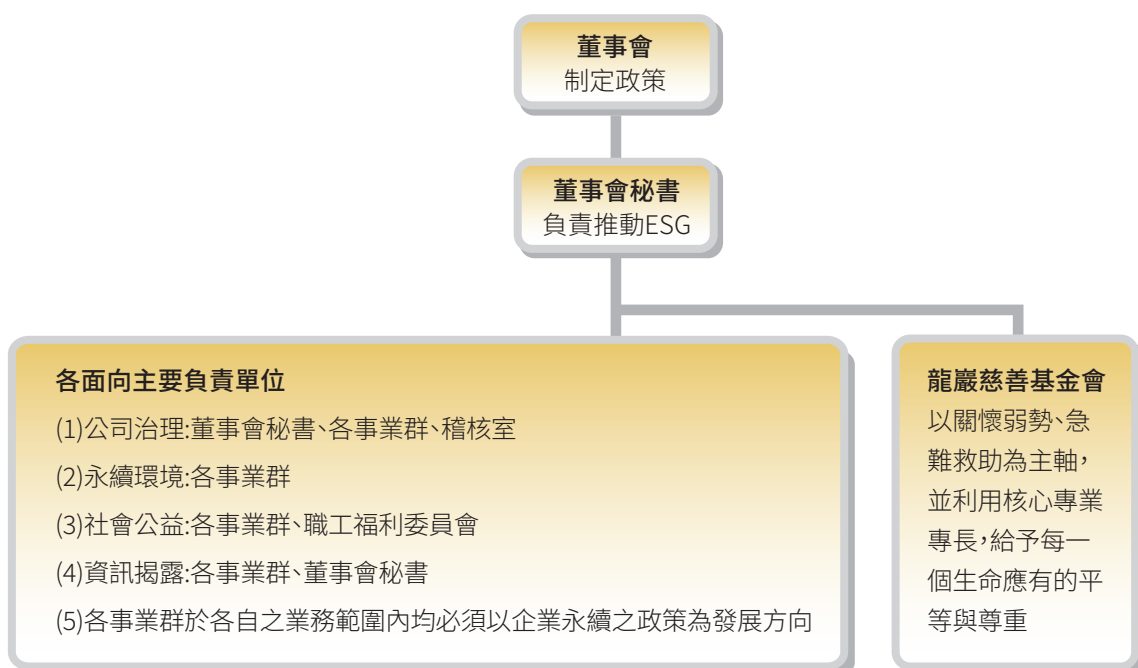 董事會
制定政策
董事會秘書
負責推動ESG
各面向主要負責單位
(1)公司治理:董事會秘書、各事業群、稽核室
(2)永續環境:各事業群
(3)社會公益:各事業群、職工福利委員會
(4)資訊揭露:各事業群、董事會秘書
(5)各事業群於各自之業務範圍內均必須以企業永續之政策為發展方向
龍巖慈善基金會
以關懷弱勢、急
難救助為主軸,
並利用核心專業
專長,給予每一
個生命應有的平
等與尊重